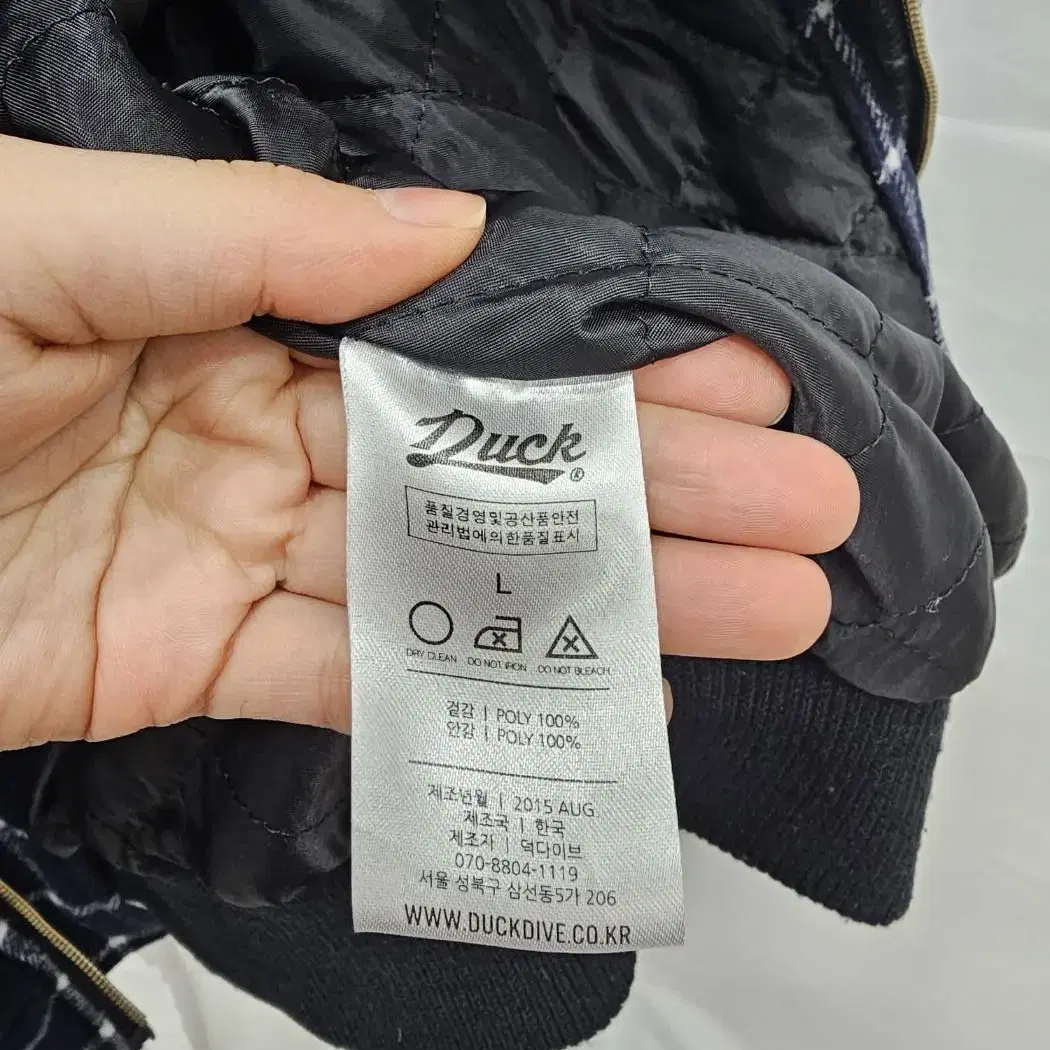 Duck®
품질경영및공산품안전
관리법에의한품질표시
L
DRY CLEAN DO NOT IRON DO NOT BLEACH
겉감 | POLY 100%
안감 | POLY 100%
제조년월 | 2015 AUG
제조국 | 한국
제조자 | 덕다이브
070-8804-1119
서울 성북구 삼선동5가 206
WWW.DUCKDIVE.CO.KR